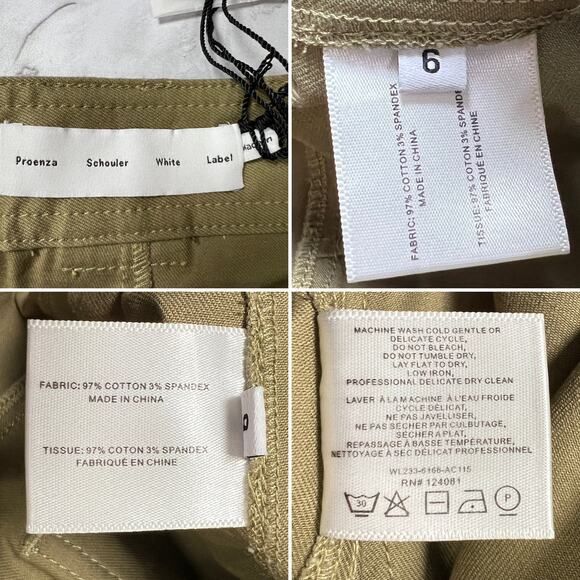 Proenza Schouler White Label
6
FABRIC: 97% COTTON 3% SPANDEX
MADE IN CHINA
TISSUE: 97% COTTON 3% SPANDEX
FABRIQUÉ EN CHINE
FABRIC: 97% COTTON 3% SPANDEX
MADE IN CHINA
TISSUE: 97% COTTON 3% SPANDEX
FABRIQUÉ EN CHINE
MACHINE WASH COLD GENTLE OR
DELICATE CYCLE,
DO NOT BLEACH,
DO NOT TUMBLE DRY,
LAY FLAT TO DRY,
LOW IRON,
PROFESSIONAL DELICATE DRY CLEAN
LAVER À LA MACHINE À L'EAU FROIDE
CYCLE DÉLICAT,
NE PAS JAVELLISER,
NE PAS SÉCHER PAR CULBUTAGE,
SÉCHER À PLAT,
REPASSAGE À BASSE TEMPÉRATURE,
NETTOYAGE À SEC DÉLICAT PROFESSIONNEL
WL233-6166-AC115
RN# 124081
30
P